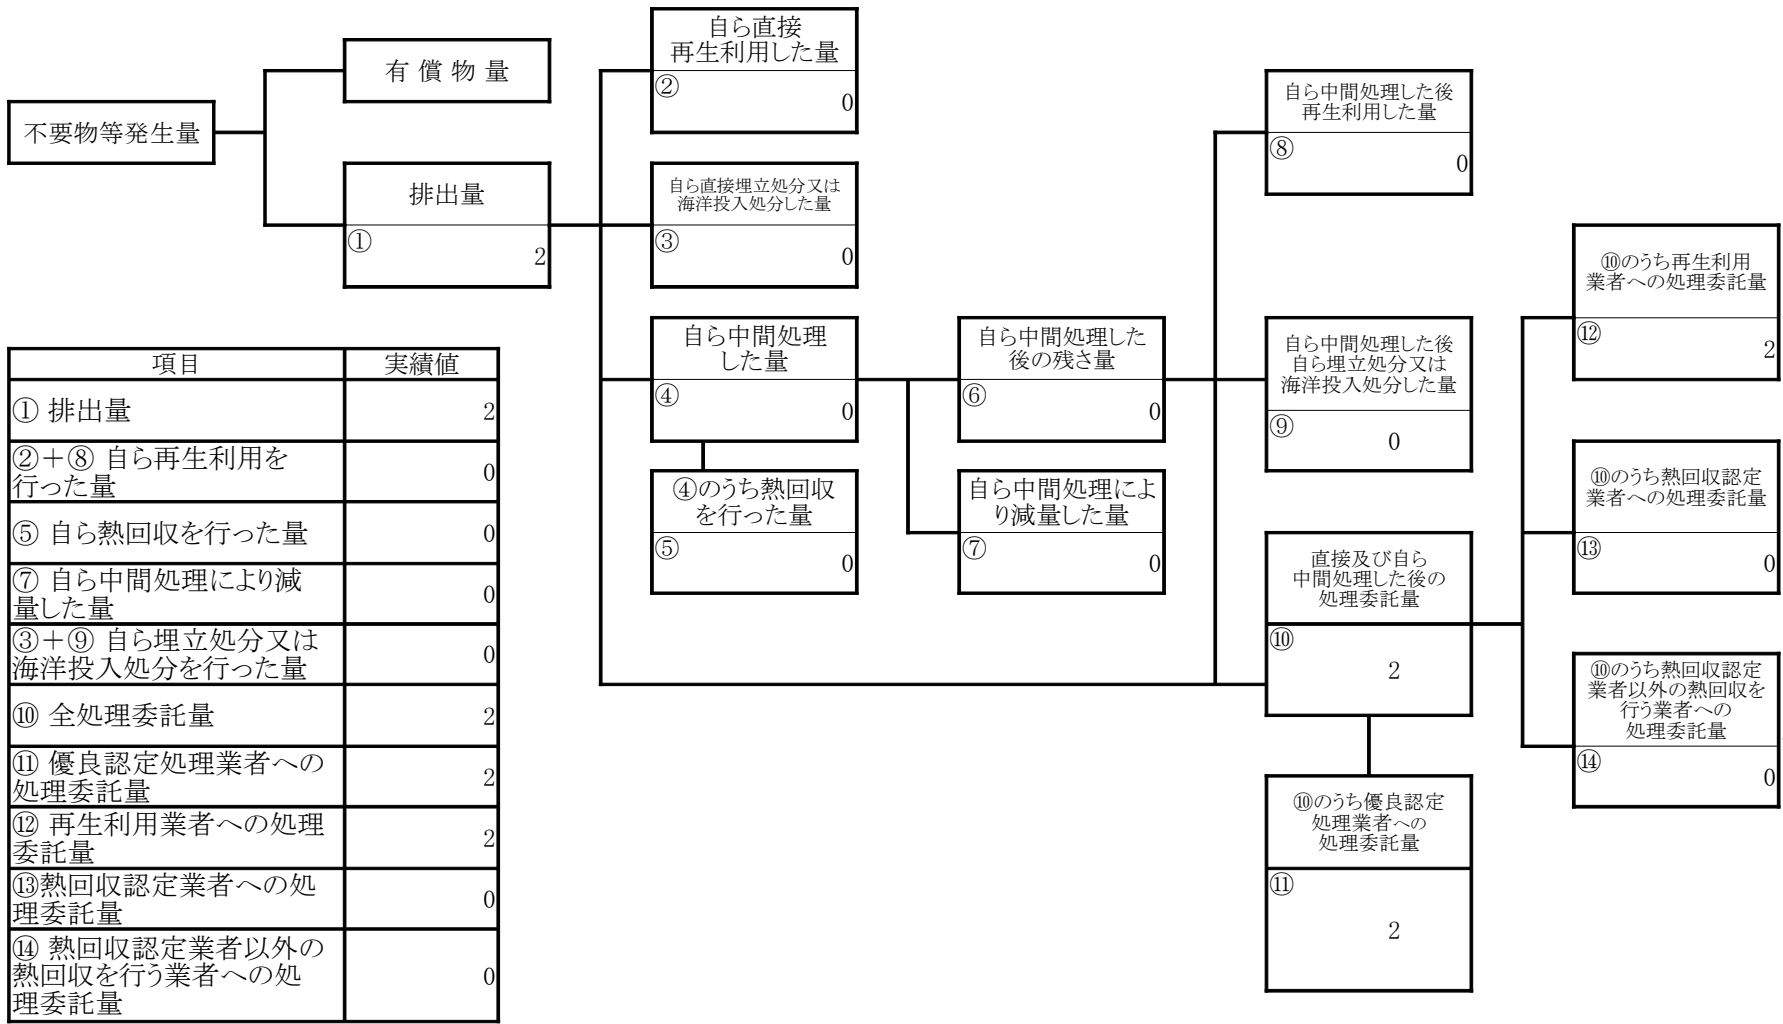 自ら直接
再生利用した量
②
0
有 償 物 量
不要物等発生量
排出量
①
2
自ら直接埋立処分又は
海洋投入処分した量
③
0
自ら中間処理
した量
④
0
④のうち熱回収
を行った量
⑤
0
自ら中間処理した
後の残さ量
⑥
0
自ら中間処理によ
り減量した量
⑦
0
自ら中間処理した後
再生利用した量
⑧
0
自ら中間処理した後
自ら埋立処分又は
海洋投入処分した量
⑨
0
直接及び自ら
中間処理した後の
処理委託量
⑩
2
⑩のうち優良認定
処理業者への
処理委託量
⑪
2
⑩のうち再生利用
業者への処理委託量
⑫
2
⑩のうち熱回収認定
業者への処理委託量
⑬
0
⑩のうち熱回収認定
業者以外の熱回収を
行う業者への
処理委託量
⑭
0
項目 実績値
① 排出量 2
②＋⑧ 自ら再生利用を
行った量 0
⑤ 自ら熱回収を行った量 0
⑦ 自ら中間処理により減
量した量 0
③＋⑨ 自ら埋立処分又は
海洋投入処分を行った量 0
⑩ 全処理委託量 2
⑪ 優良認定処理業者への
処理委託量 2
⑫ 再生利用業者への処理
委託量 2
⑬熱回収認定業者への処
理委託量 0
⑭ 熱回収認定業者以外の
熱回収を行う業者への処
理委託量 0